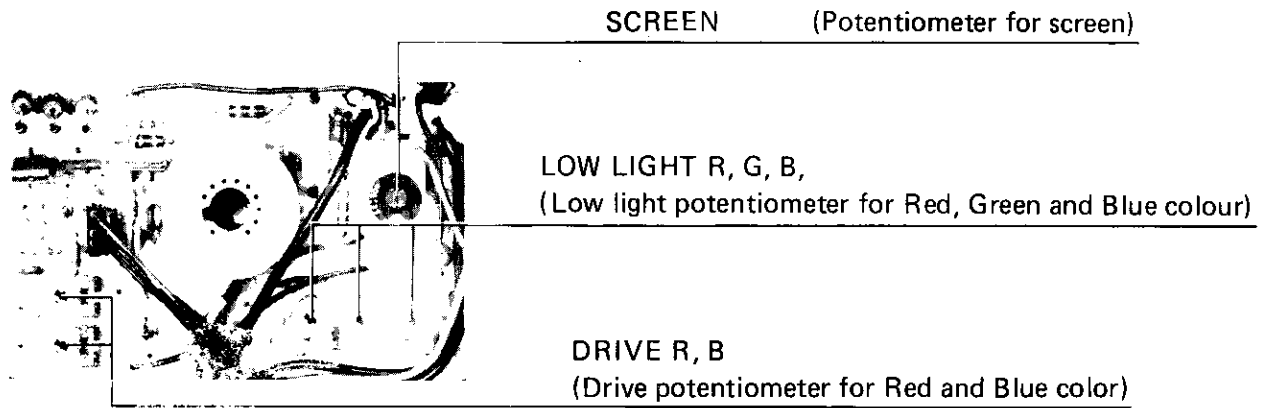 SCREEN (Potentiometer for screen)
LOW LIGHT R, G, B,
(Low light potentiometer for Red, Green and Blue colour)
DRIVE R, B
(Drive potentiometer for Red and Blue color)